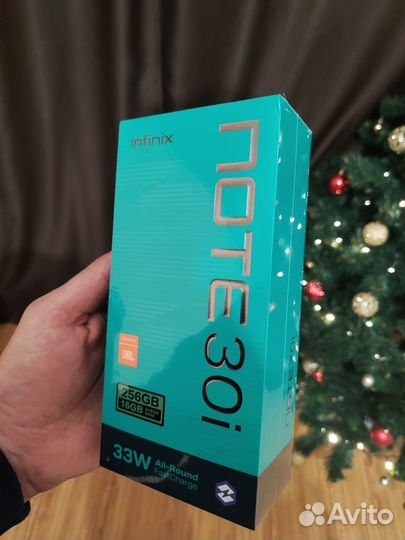 Infinix
NOTE 30i
JBL
256GB
16GB
33W
All-Round
FastCharge
Avito